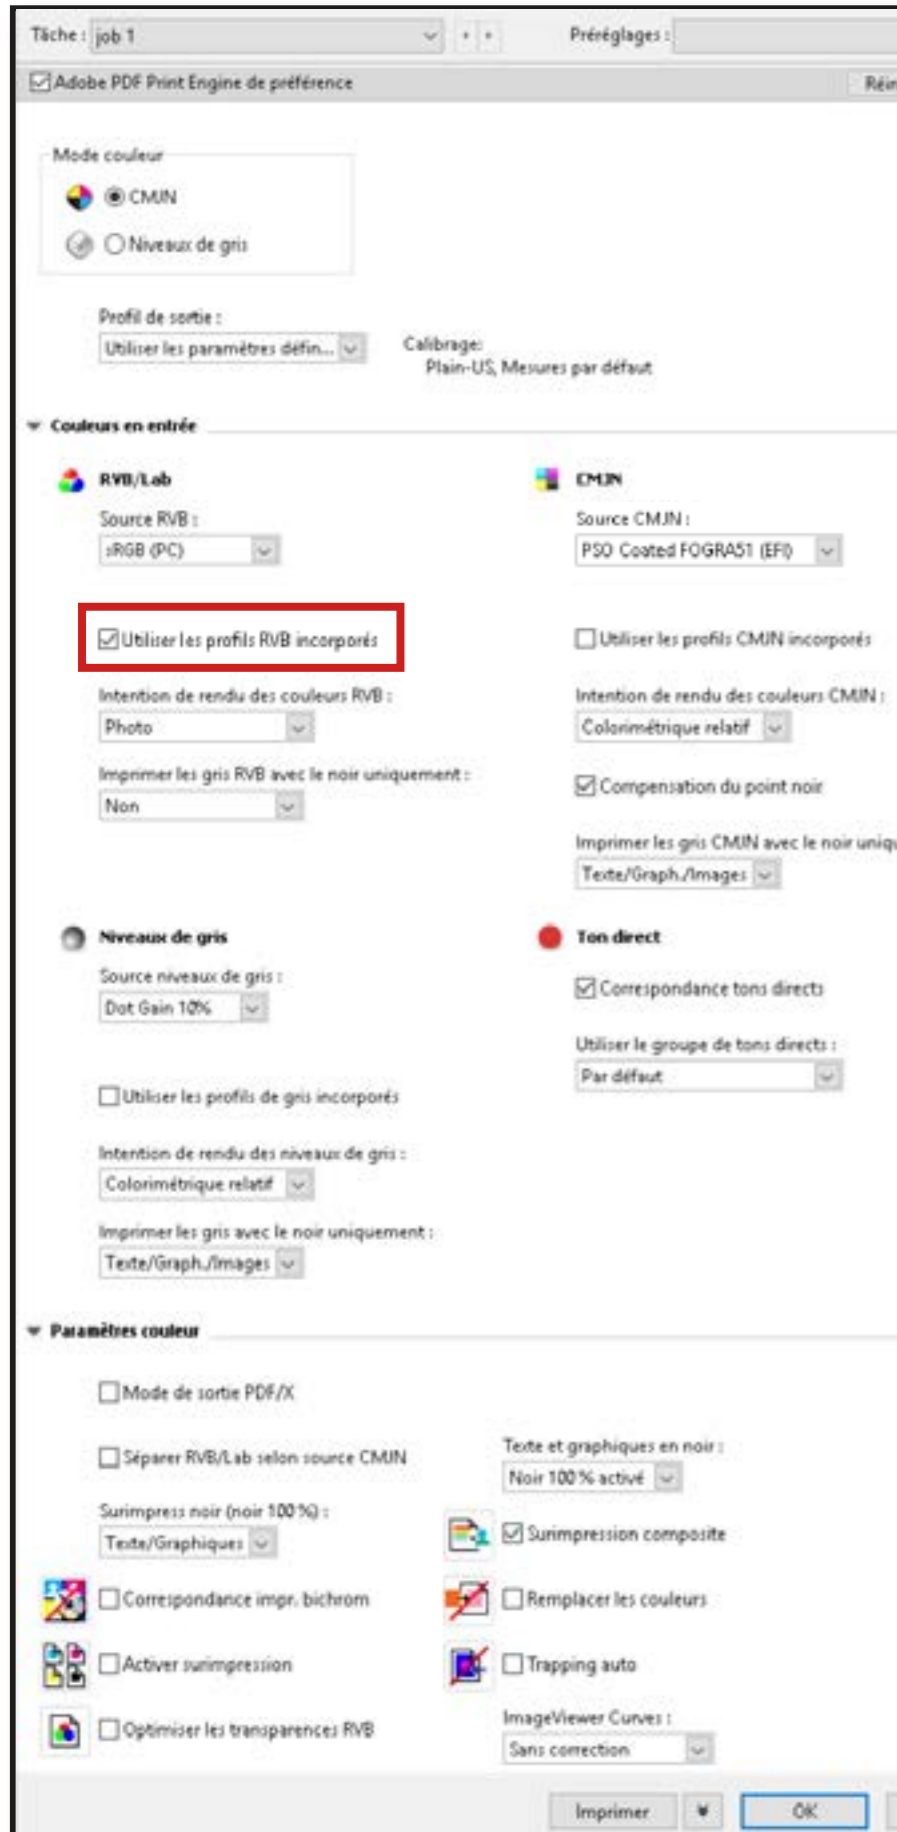 Tâche : job 1 Préréglages :
Adobe PDF Print Engine de préférence
Mode couleur
CMJN
Niveaux de gris
Profil de sortie :
Utiliser les paramètres défin...
Calibrage:
Plain-US, Mesures par défaut
Couleurs en entrée
RVB/Lab
Source RVB :
sRGB (PC)
Utiliser les profils RVB incorporés
Intention de rendu des couleurs RVB :
Photo
Imprimer les gris RVB avec le noir uniquement :
Non
CMJN
Source CMJN :
PSO Coated FOGRA51 (EFI)
Utiliser les profils CMJN incorporés
Intention de rendu des couleurs CMJN :
Colorimétrique relatif
Compensation du point noir
Imprimer les gris CMJN avec le noir
Texte/Graph./Images
Niveaux de gris
Source niveaux de gris :
Dot Gain 10%
Utiliser les profils de gris incorporés
Intention de rendu des niveaux de gris :
Colorimétrique relatif
Imprimer les gris avec le noir uniquement :
Texte/Graph./Images
Ton direct
Correspondance tons directs
Utiliser le groupe de tons directs :
Par défaut
Paramètres couleur
Mode de sortie PDF/X
Séparer RVB/Lab selon source CMJN
Surimpress noir (noir 100%) :
Texte/Graphiques
Correspondance impr. bichrom
Activer surimpression
Optimiser les transparences RVB
Texte et graphiques en noir :
Noir 100% activé
Surimpression composite
Remplacer les couleurs
Trapping auto
ImageViewer Curves :
Sans correction
Imprimer OK